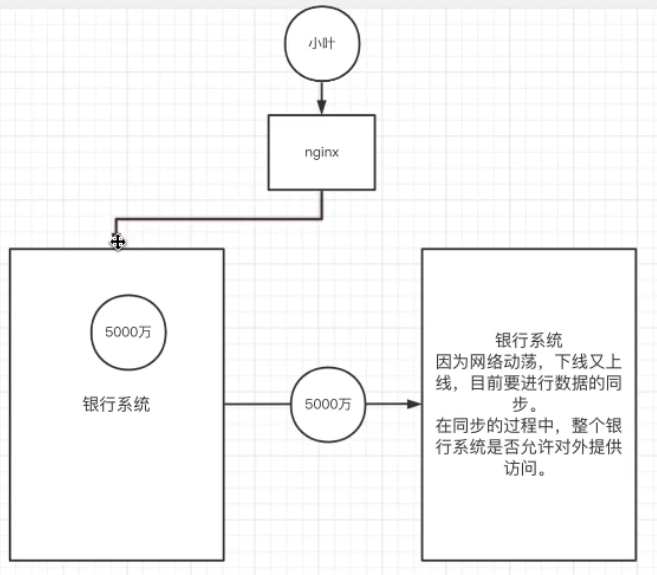 小叶
nginx
5000万
银行系统
5000万
银行系统
因为网络动荡，下线又上
线，目前要进行数据的同
步。
在同步的过程中，整个银
行系统是否允许对外提供
访问。